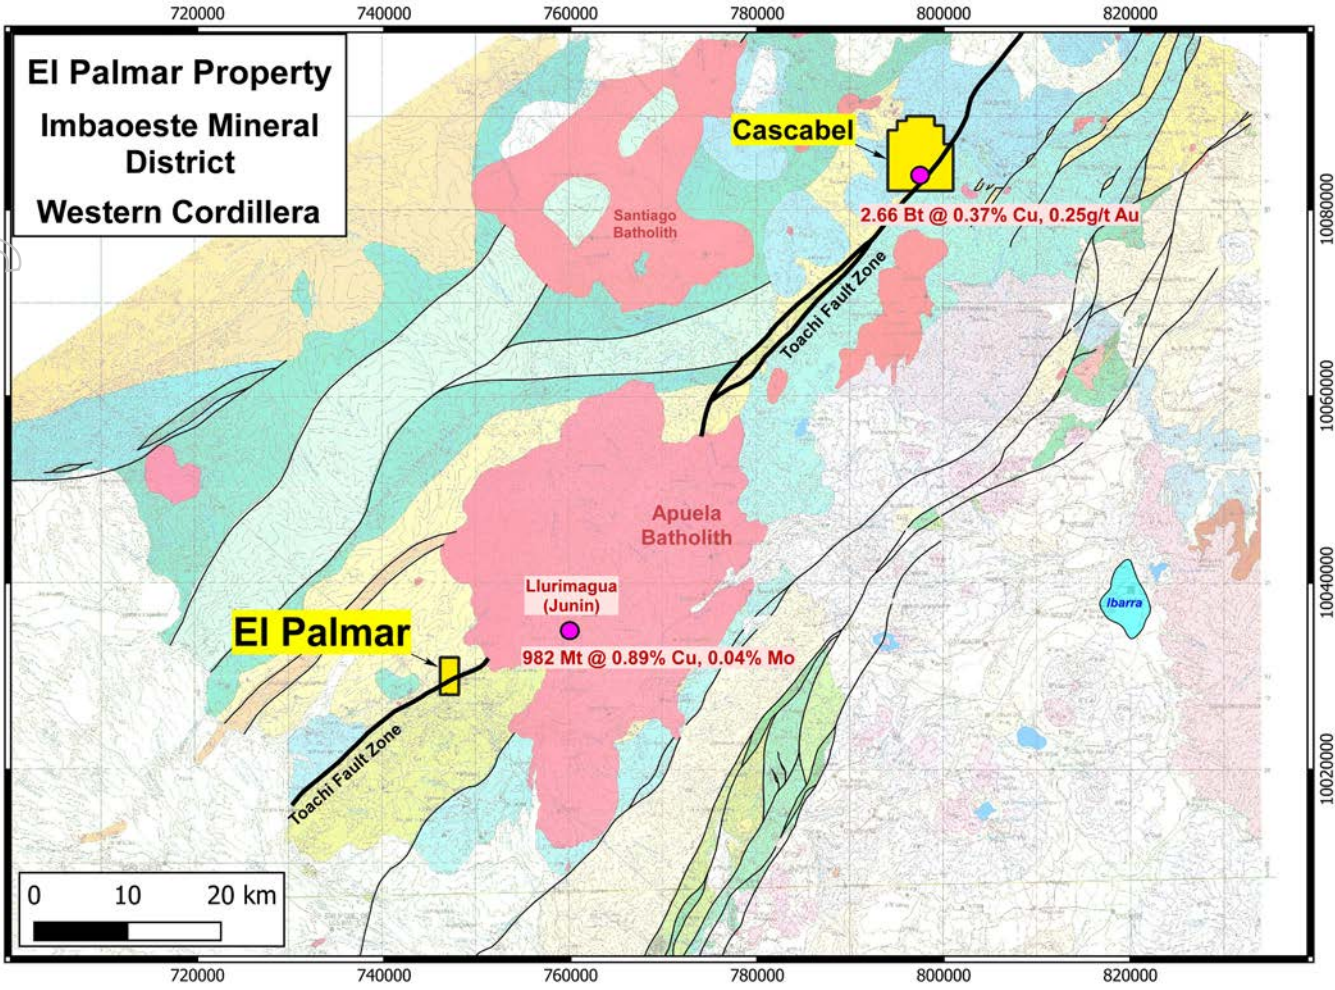 720000 740000 760000 780000 800000 820000
El Palmar Property
Imbaoeste Mineral
District
Western Cordillera
Cascabel
2.66 Bt @ 0.37% Cu, 0.25g/t Au
Santiago
Batholith
Toachi Fault Zone
10080000
10060000
Apuela
Batholith
Llurimagua
(Junin)
982 Mt @ 0.89% Cu, 0.04% Mo
El Palmar
Ibarra
10040000
Toachi Fault Zone
10020000
0 10 20 km
720000 740000 760000 780000 800000 820000